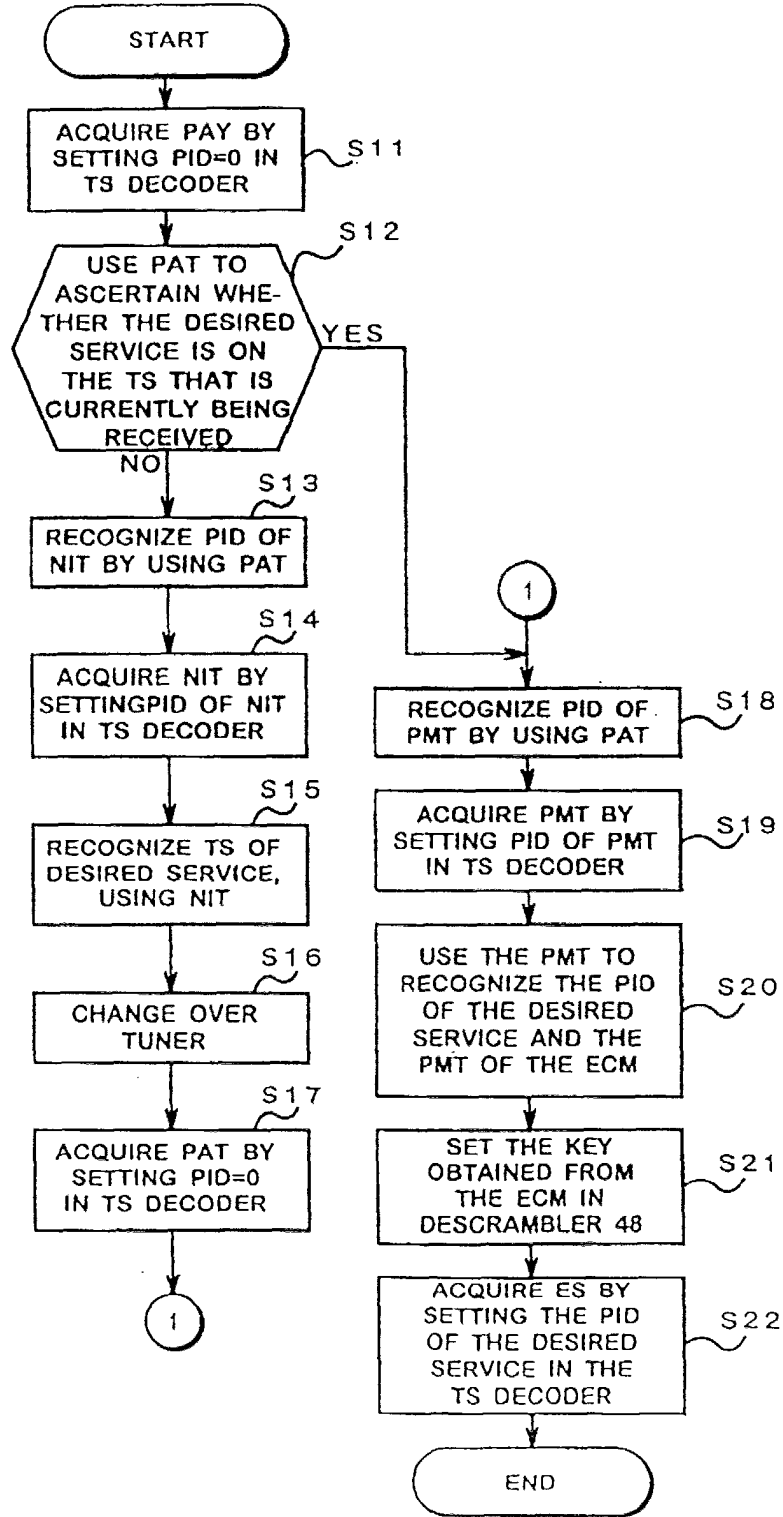 START
ACQUIRE PAY BY
SETTING PID=0 IN
TS DECODER
S11
S12
USE PAT TO
ASCERTAIN WHE-
THER THE DESIRED
SERVICE IS ON
THE TS THAT IS
CURRENTLY BEING
RECEIVED
YES
NO
S13
RECOGNIZE PID OF
NIT BY USING PAT
S14
ACQUIRE NIT BY
SETTINGPID OF NIT
IN TS DECODER
S15
RECOGNIZE TS OF
DESIRED SERVICE,
USING NIT
S16
CHANGE OVER
TUNER
S17
ACQUIRE PAT BY
SETTING PID=0
IN TS DECODER
1
1
RECOGNIZE PID OF
PMT BY USING PAT
S18
ACQUIRE PMT BY
SETTING PID OF PMT
IN TS DECODER
S19
USE THE PMT TO
RECOGNIZE THE PID
OF THE DESIRED
SERVICE AND THE
PMT OF THE ECM
S20
SET THE KEY
OBTAINED FROM
THE ECM IN
DESCRAMBLER 48
S21
ACQUIRE ES BY
SETTING THE PID
OF THE DESIRED
SERVICE IN THE
TS DECODER
S22
END